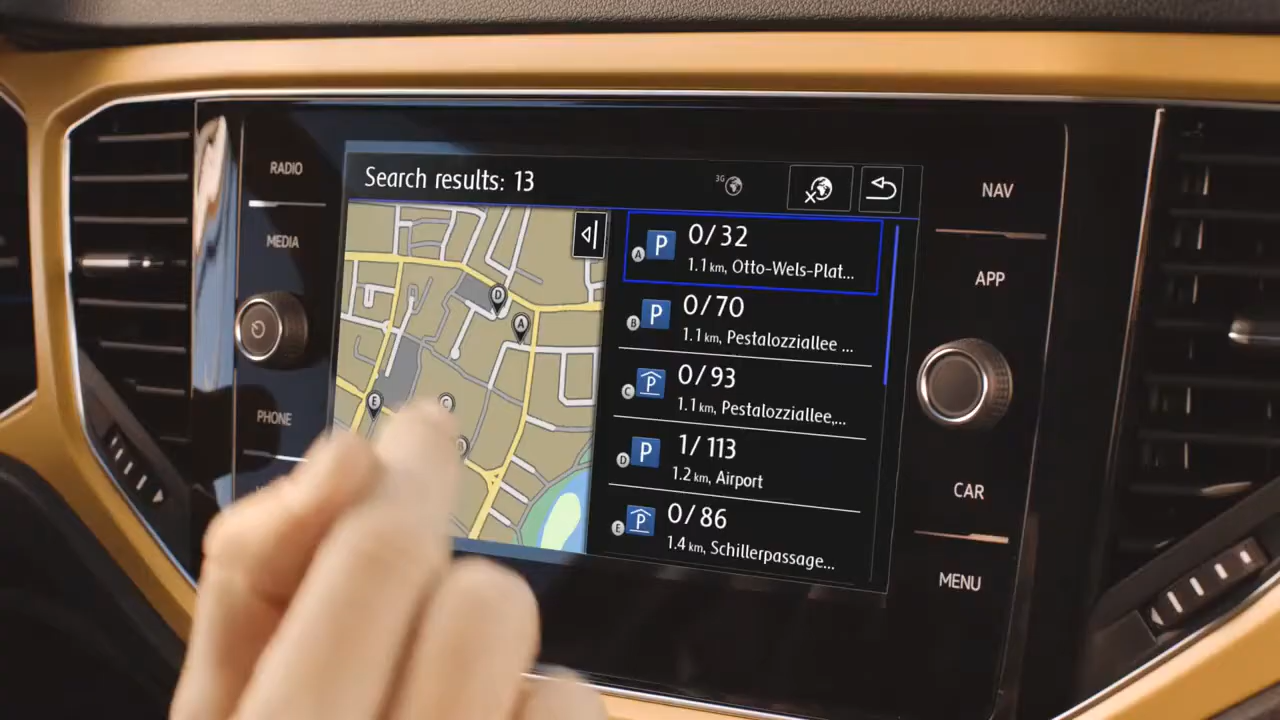 RADIO
MEDIA
PHONE
Search results: 13
3G
A P 0/32
1.1 km, Otto-Wels-Plat...
B P 0/70
1.1 km, Pestalozziallee ...
C P 0/93
1.1 km, Pestalozziallee,...
D P 1/113
1.2 km, Airport
E P 0/86
1.4 km, Schillerpassage...
D
A
E
C
NAV
APP
CAR
MENU